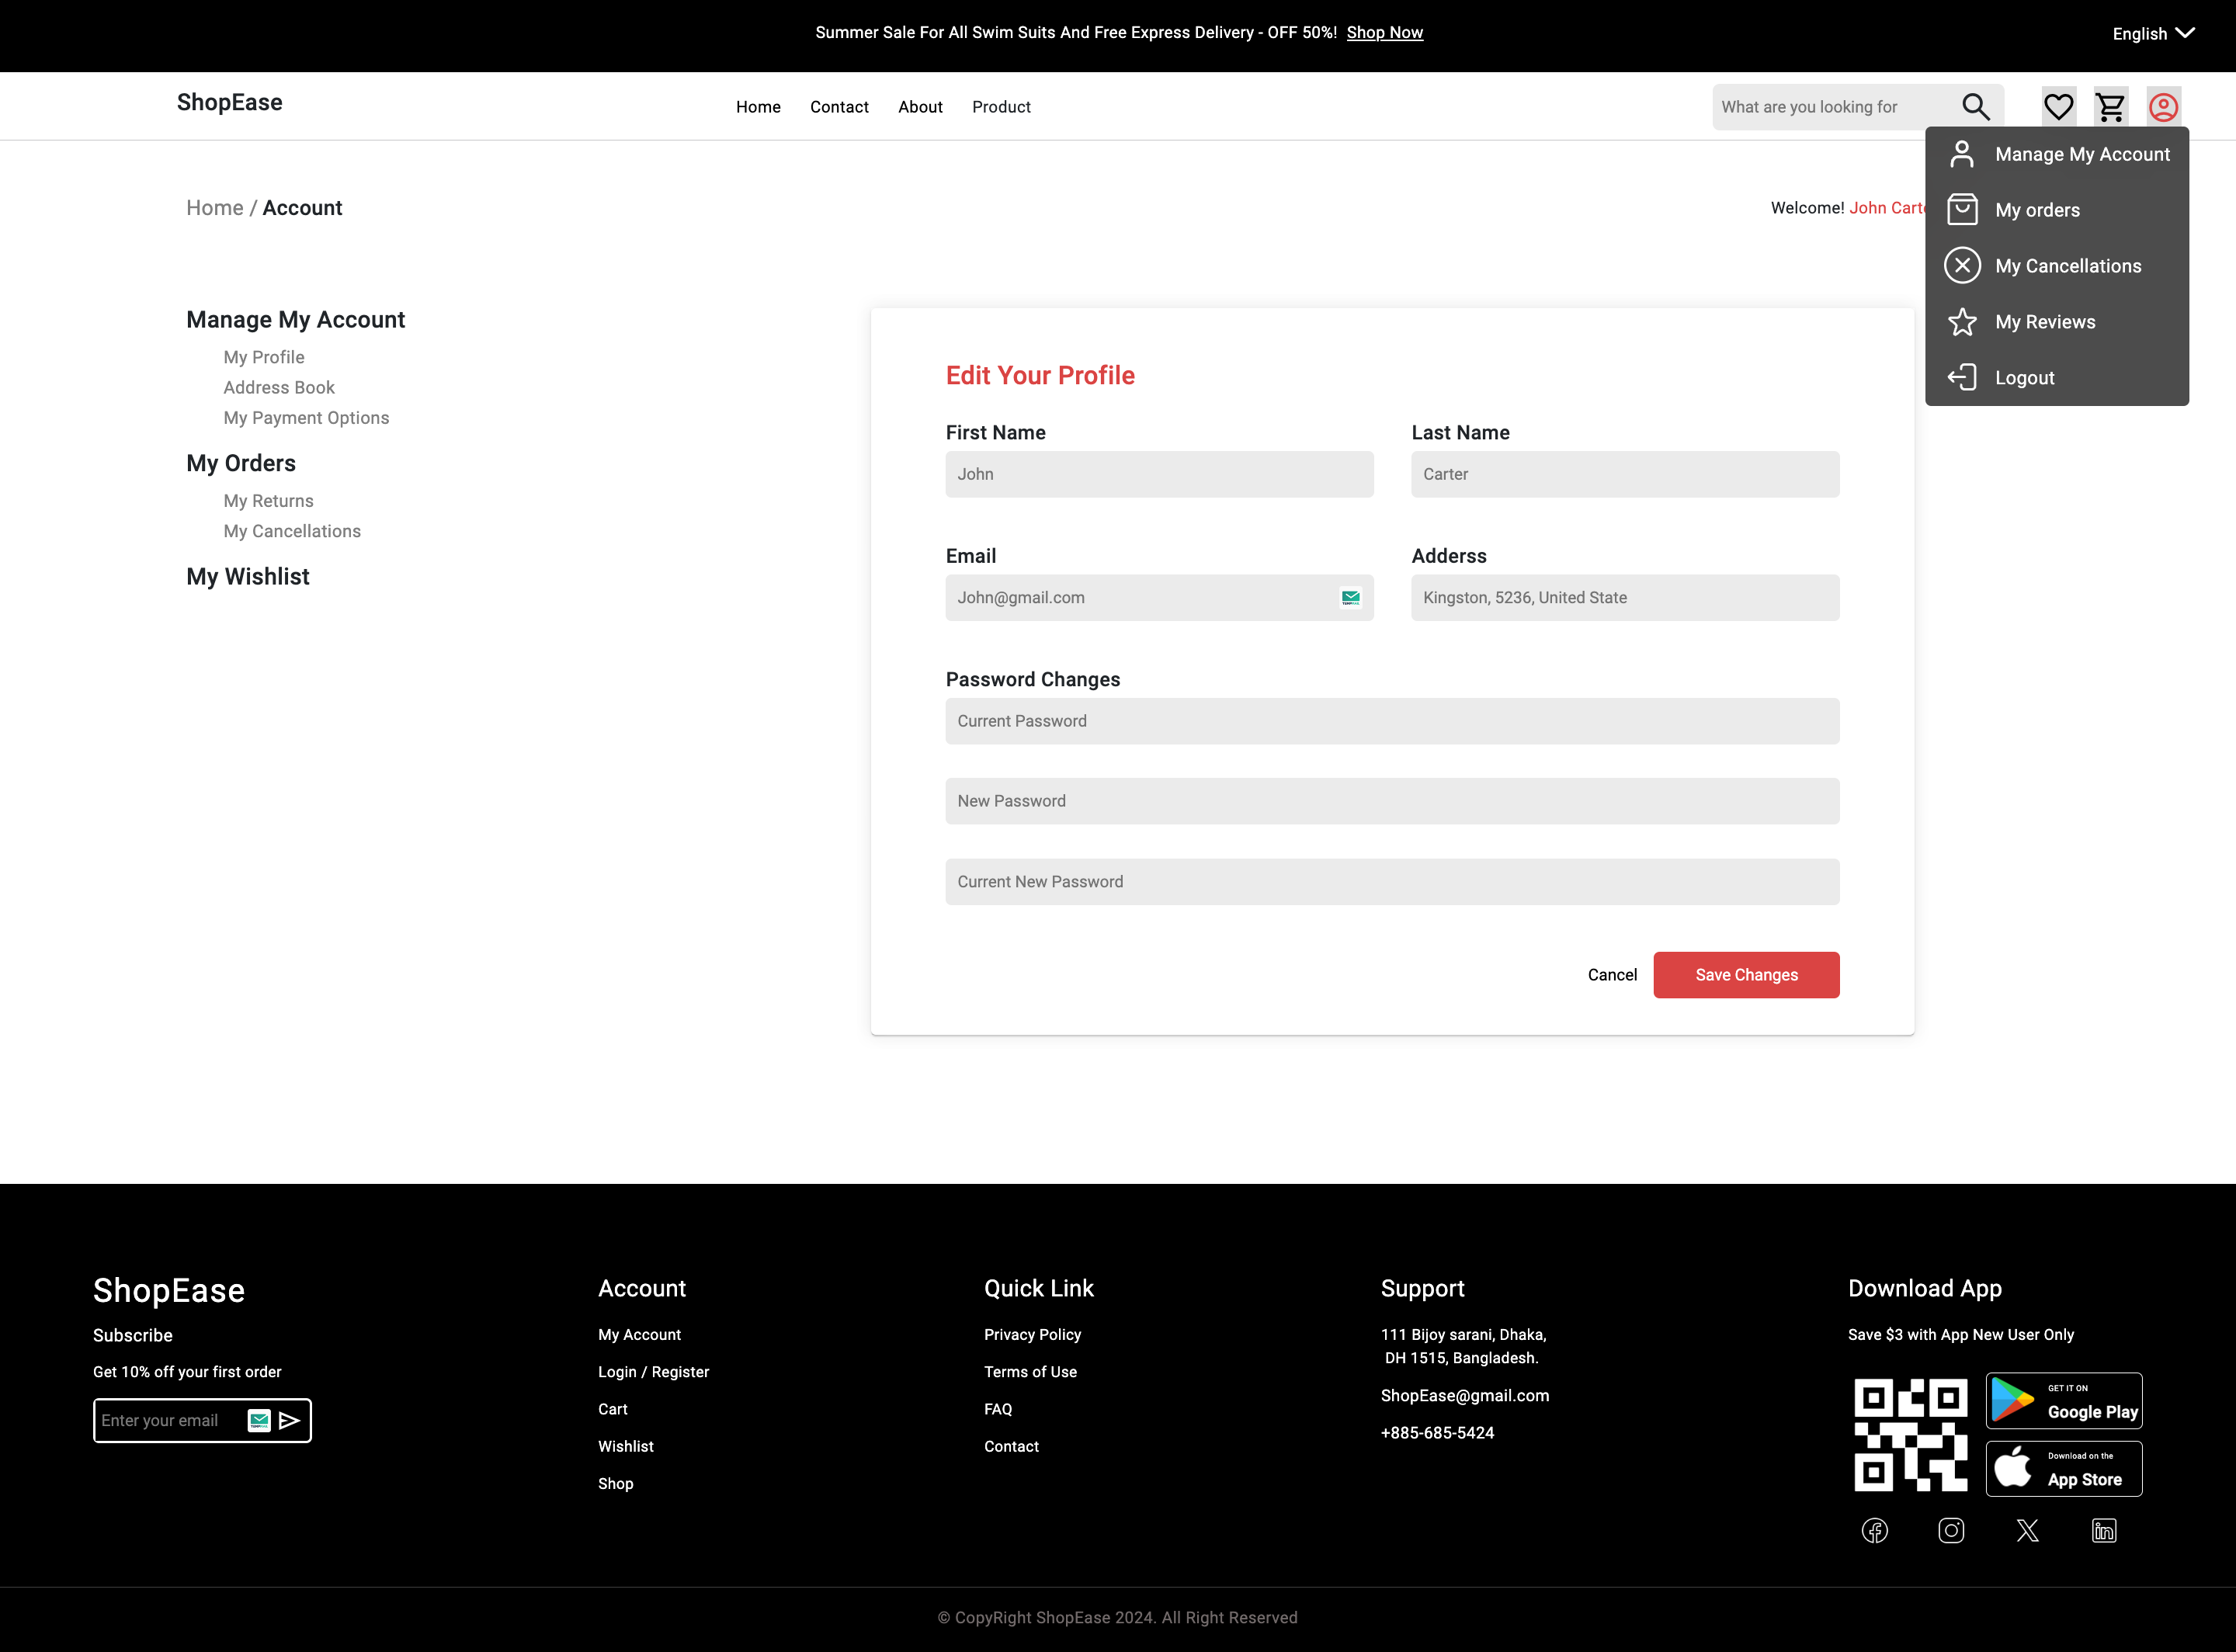 Summer Sale For All Swim Suits And Free Express Delivery - OFF 50%! Shop Now
English
ShopEase
Home Contact About Product
What are you looking for
Manage My Account
My orders
My Cancellations
My Reviews
Logout
Home / Account
Welcome! John Carte
Manage My Account
My Profile
Address Book
My Payment Options
My Orders
My Returns
My Cancellations
My Wishlist
Edit Your Profile
First Name
John
Last Name
Carter
Email
John@gmail.com
Adderss
Kingston, 5236, United State
Password Changes
Current Password
New Password
Current New Password
Cancel
Save Changes
ShopEase
Subscribe
Get 10% off your first order
Enter your email
Account
My Account
Login / Register
Cart
Wishlist
Shop
Quick Link
Privacy Policy
Terms of Use
FAQ
Contact
Support
111 Bijoy sarani, Dhaka,
DH 1515, Bangladesh.
ShopEase@gmail.com
+885-685-5424
Download App
Save $3 with App New User Only
GET IT ON
Google Play
Download on the
App Store
© CopyRight ShopEase 2024. All Right Reserved